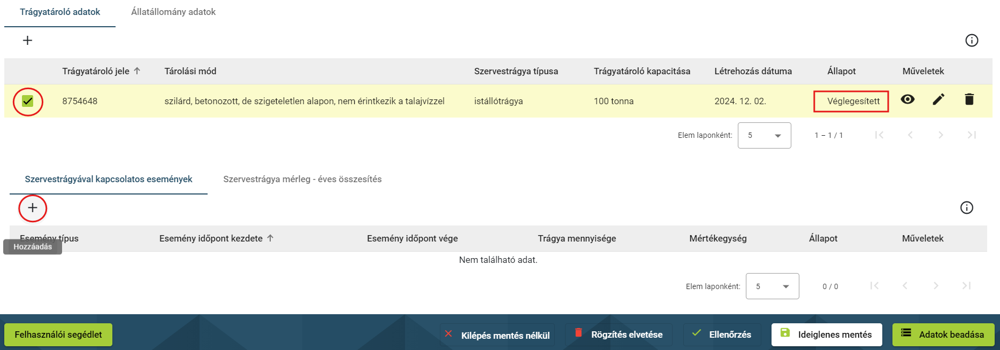 Trágyatároló adatok Állatállomány adatok
Trágyatároló jele Tárolási mód Szervestrágya típusa Trágyatároló kapacitása Létrehozás dátuma Állapot Műveletek
8754648 szilárd, betonozott, de szigeteletlen alapon, nem érintkezik a talajvízzel istállótrágya 100 tonna 2024. 12. 02. Véglegesített
Elem laponként: 5 1 – 1 / 1
Szervestrágyával kapcsolatos események Szervestrágya mérleg - éves összesítés
Esemény típus Esemény időpont kezdete Esemény időpont vége Trágya mennyisége Mértékegység Állapot Műveletek
Hozzáadás
Nem található adat.
Elem laponként: 5 0 / 0
Felhasználói segédlet Kilépés mentés nélkül Rögzítés elvetése Ellenőrzés Ideiglenes mentés Adatok beadása